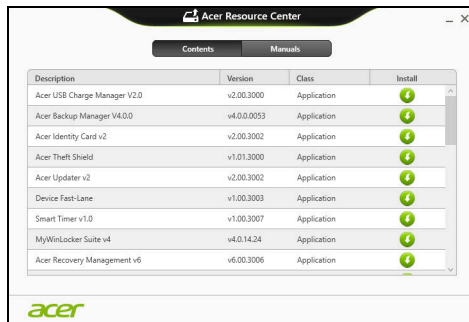 Acer Resource Center
Contents Manuals
Description Version Class Install
Acer USB Charge Manager V2.0 v2.00.3000 Application
Acer Backup Manager V4.0.0 v4.0.0.0053 Application
Acer Identity Card v2 v2.00.3002 Application
Acer Theft Shield v1.01.3000 Application
Acer Updater v2 v2.00.3002 Application
Device Fast-Lane v1.00.3003 Application
Smart Timer v1.0 v1.00.3007 Application
MyWinLocker Suite v4 v4.0.14.24 Application
Acer Recovery Management v6 v6.00.3006 Application
acer